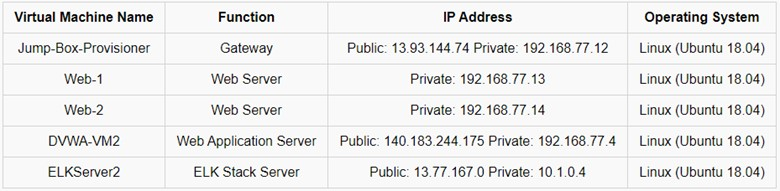 Virtual Machine Name Function IP Address Operating System
Jump-Box-Provisioner Gateway Public: 13.93.144.74 Private: 192.168.77.12 Linux (Ubuntu 18.04)
Web-1 Web Server Private: 192.168.77.13 Linux (Ubuntu 18.04)
Web-2 Web Server Private: 192.168.77.14 Linux (Ubuntu 18.04)
DVWA-VM2 Web Application Server Public: 140.183.244.175 Private: 192.168.77.4 Linux (Ubuntu 18.04)
ELKServer2 ELK Stack Server Public: 13.77.167.0 Private: 10.1.0.4 Linux (Ubuntu 18.04)